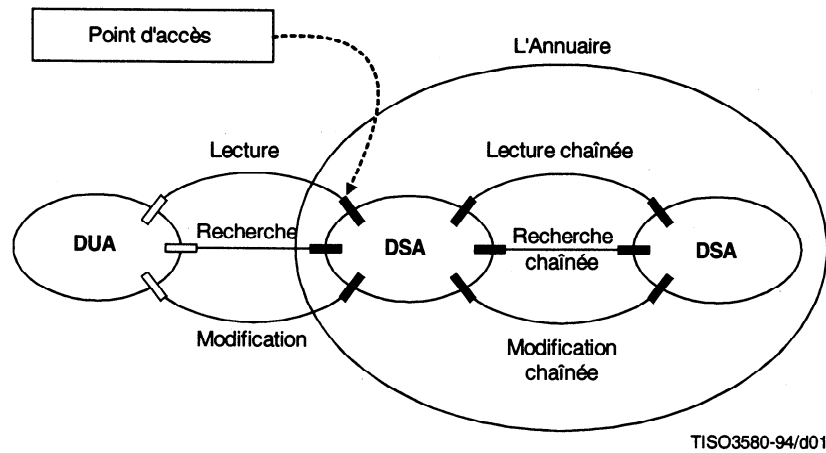 Point d'accès
L'Annuaire
Lecture
Lecture chaînée
DUA
Recherche
DSA
Recherche
chaînée
DSA
Modification
Modification
chaînée
TISO3580-94/d01